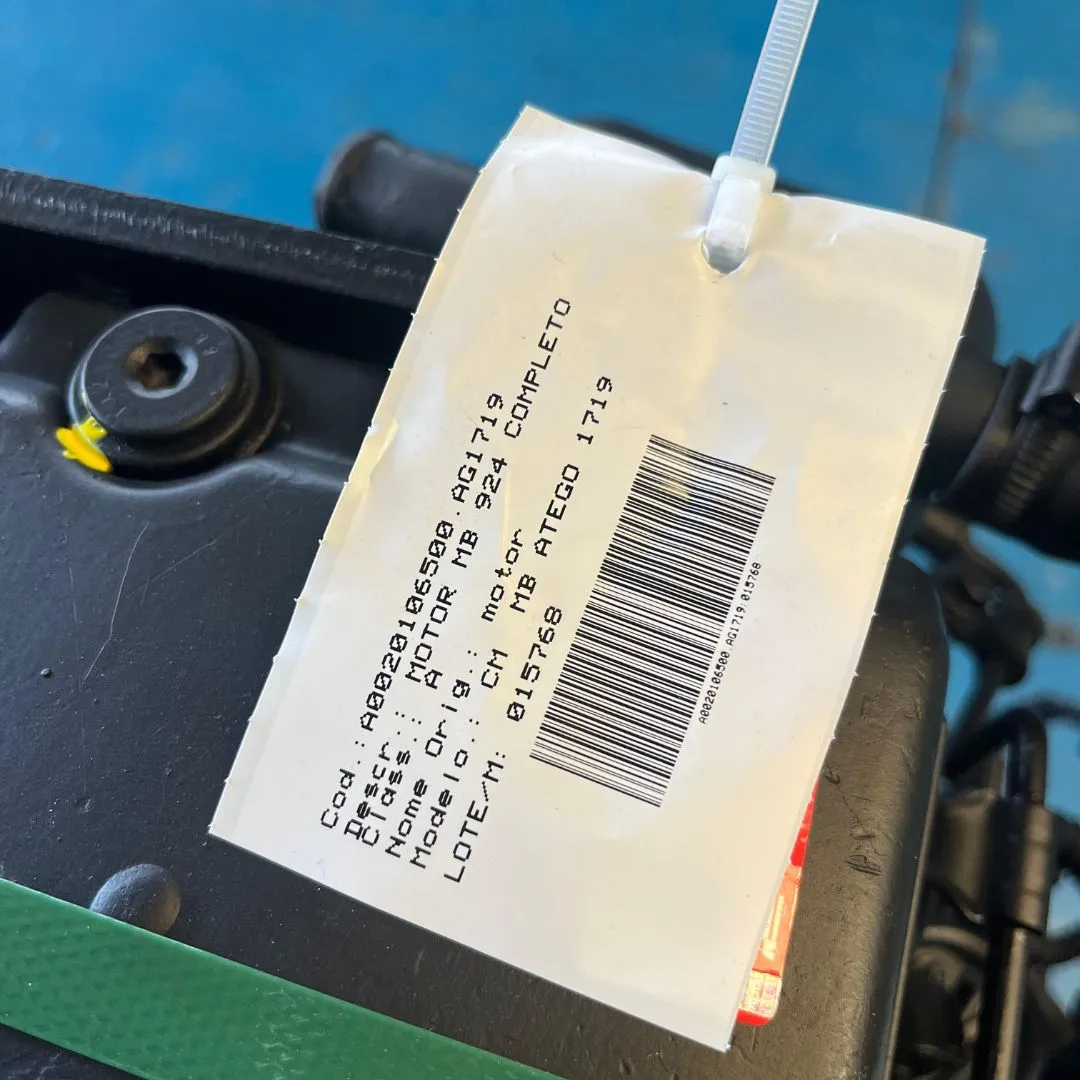 Cod.: A0020106500.AG1719
Descr.: MOTOR MB 924 COMPLETO
Class.: A
Nome Orig.: motor
Modelo.: CM MB ATEGO 1719
LOTE/M: 015768
A0020106500.AG1719.015768